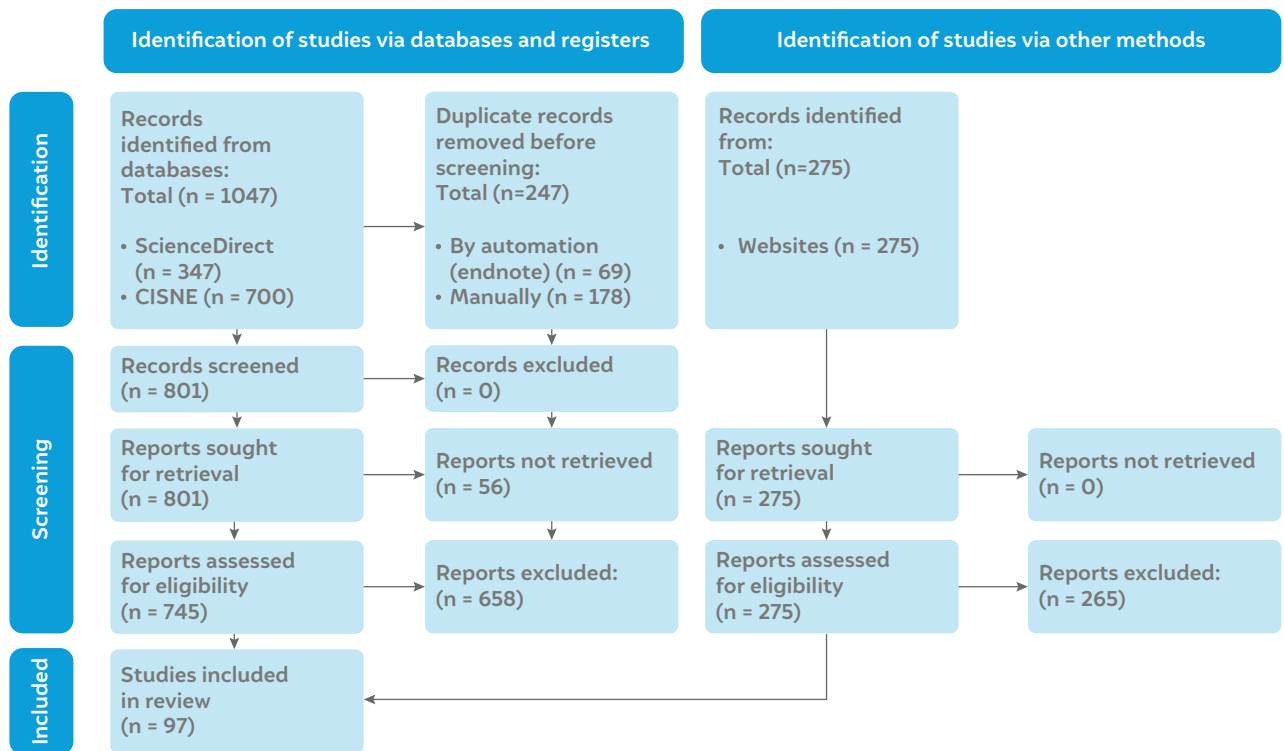 Identification of studies via databases and registers
Identification of studies via other methods
Identification
Records
identified from
databases:
Total (n = 1047)
• ScienceDirect
(n = 347)
• CISNE (n = 700)
Duplicate records
removed before
screening:
Total (n=247)
• By automation
(endnote) (n = 69)
• Manually (n = 178)
Records identified
from:
Total (n=275)
• Websites (n = 275)
Screening
Records screened
(n = 801)
Records excluded
(n = 0)
Reports sought
for retrieval
(n = 801)
Reports not retrieved
(n = 56)
Reports sought
for retrieval
(n = 275)
Reports not retrieved
(n = 0)
Reports assessed
for eligibility
(n = 745)
Reports excluded:
(n = 658)
Reports assessed
for eligibility
(n = 275)
Reports excluded:
(n = 265)
Included
Studies included
in review
(n = 97)